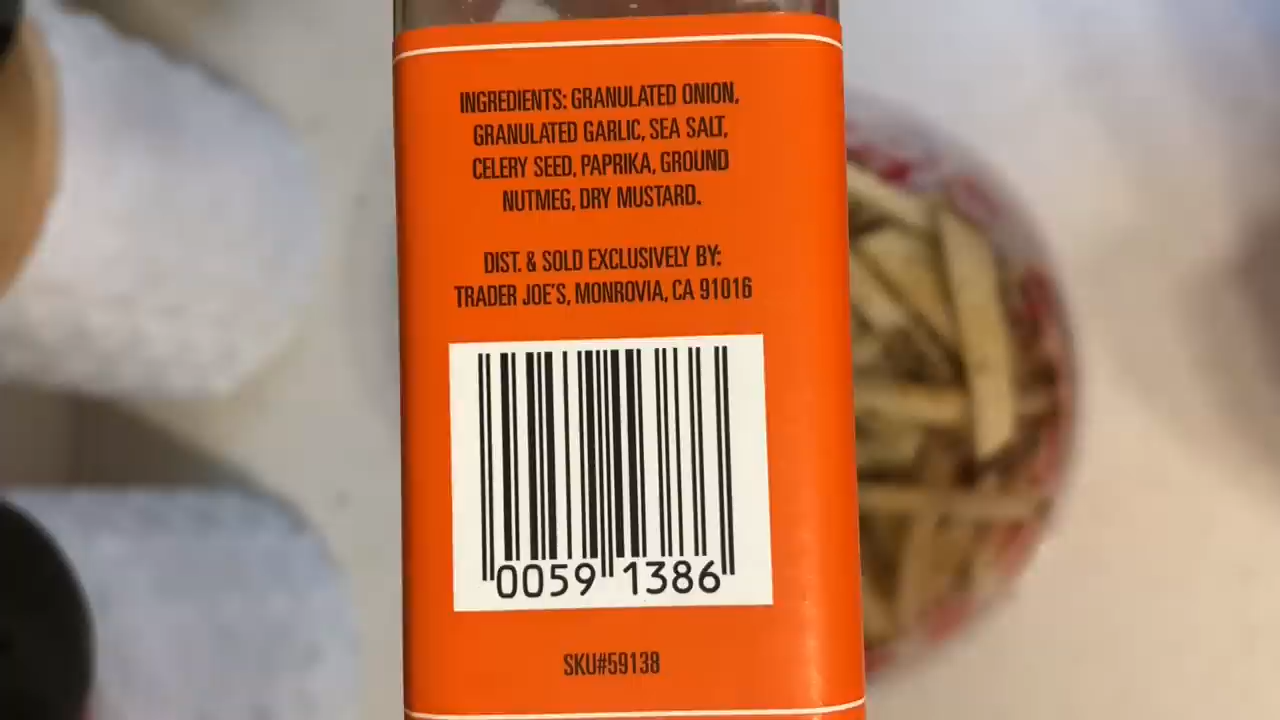 INGREDIENTS: GRANULATED ONION,
GRANULATED GARLIC, SEA SALT,
CELERY SEED, PAPRIKA, GROUND
NUTMEG, DRY MUSTARD.
DIST. & SOLD EXCLUSIVELY BY:
TRADER JOE'S, MONROVIA, CA 91016
0059 1386
SKU#59138